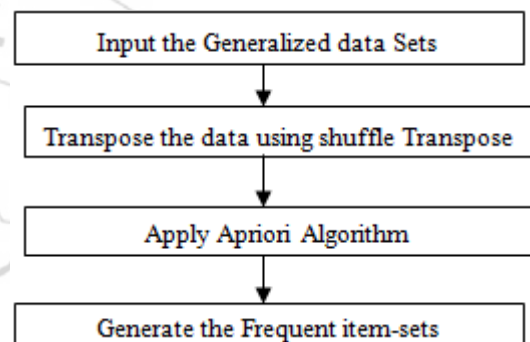 Input the Generalized data Sets
Transpose the data using shuffle Transpose
Apply Apriori Algorithm
Generate the Frequent item-sets